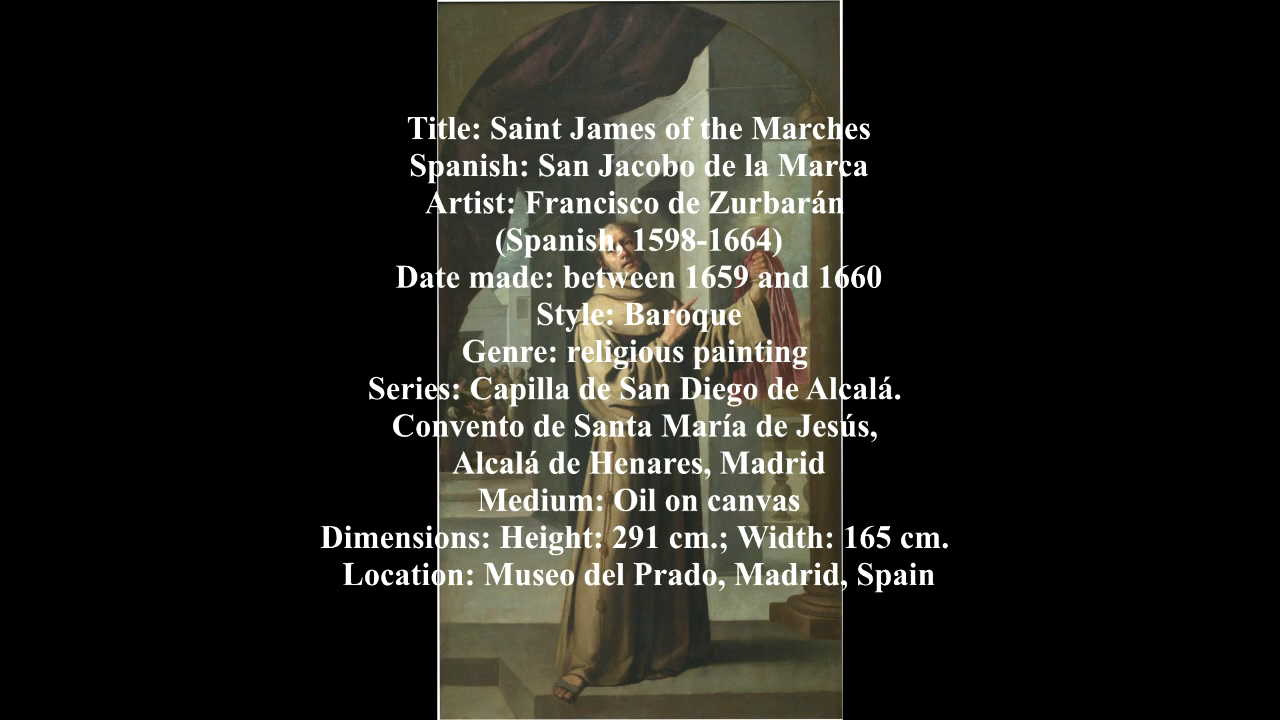 Title: Saint James of the Marches
Spanish: San Jacobo de la Marca
Artist: Francisco de Zurbarán
(Spanish, 1598-1664)
Date made: between 1659 and 1660
Style: Baroque
Genre: religious painting
Series: Capilla de San Diego de Alcalá.
Convento de Santa María de Jesús,
Alcalá de Henares, Madrid
Medium: Oil on canvas
Dimensions: Height: 291 cm.; Width: 165 cm.
Location: Museo del Prado, Madrid, Spain